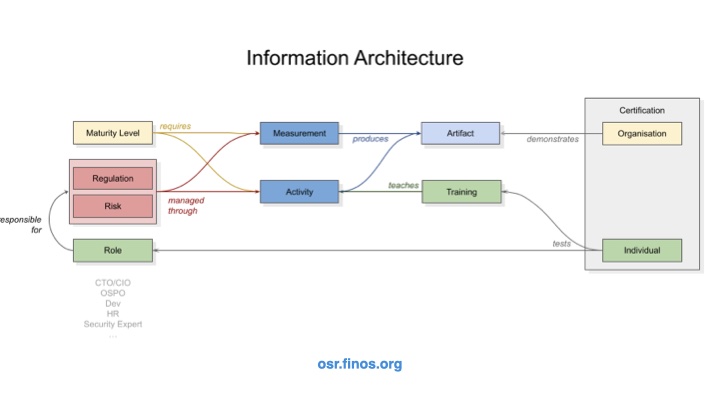 Information Architecture
Certification
Maturity Level
requires
Measurement
produces
Artifact
demonstrates
Organisation
Regulation
Risk
managed
through
Activity
teaches
Training
responsible
for
Role
tests
Individual
CTO/CIO
OSPO
Dev
HR
Security Expert
...
osr.finos.org